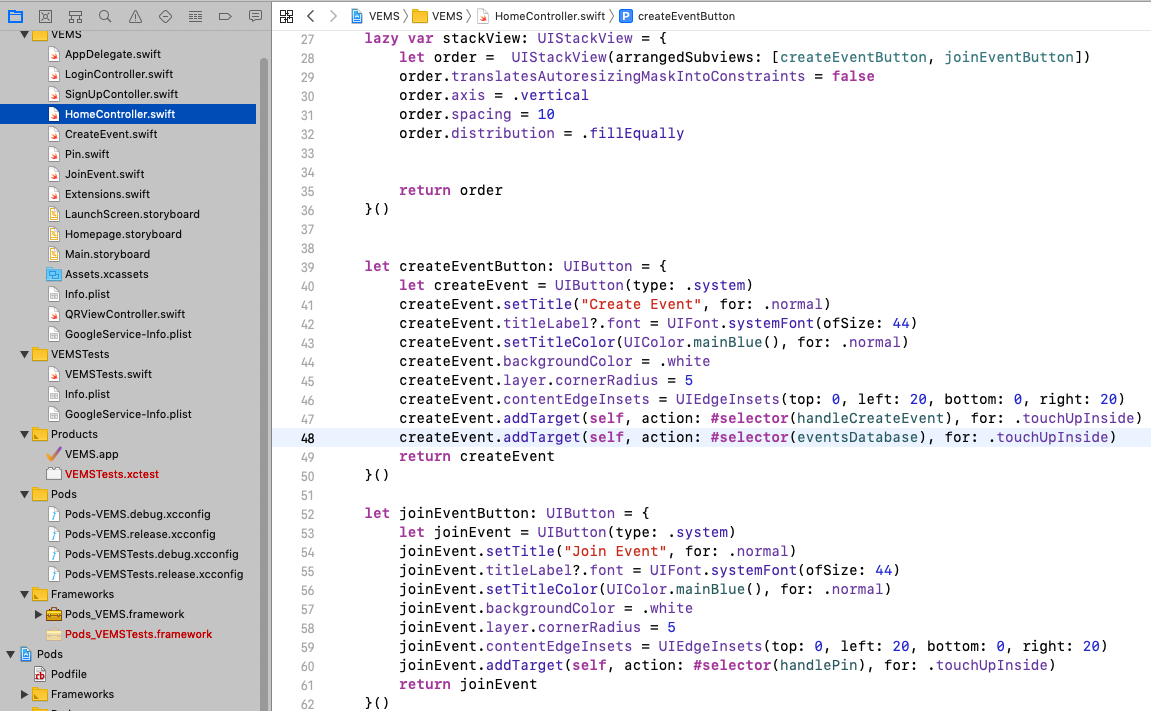 VEMS
AppDelegate.swift
LoginController.swift
SignUpContoller.swift
HomeController.swift
CreateEvent.swift
Pin.swift
JoinEvent.swift
Extensions.swift
LaunchScreen.storyboard
Homepage.storyboard
Main.storyboard
Assets.xcassets
Info.plist
QRViewController.swift
GoogleService-Info.plist
VEMSTests
VEMSTests.swift
Info.plist
GoogleService-Info.plist
Products
VEMS.app
VEMSTests.xctest
Pods
Pods-VEMS.debug.xcconfig
Pods-VEMS.release.xcconfig
Pods-VEMSTests.debug.xcconfig
Pods-VEMSTests.release.xcconfig
Frameworks
Pods_VEMS.framework
Pods_VEMSTests.framework
Pods
Podfile
Frameworks
VEMS VEMS HomeController.swift P createEventButton
27 lazy var stackView: UIStackView = {
28 let order =  UIStackView(arrangedSubviews: [createEventButton, joinEventButton])
29 order.translatesAutoresizingMaskIntoConstraints = false
30 order.axis = .vertical
31 order.spacing = 10
32 order.distribution = .fillEqually
33
34
35 return order
36 }()
37
38
39 let createEventButton: UIButton = {
40 let createEvent = UIButton(type: .system)
41 createEvent.setTitle("Create Event", for: .normal)
42 createEvent.titleLabel?.font = UIFont.systemFont(ofSize: 44)
43 createEvent.setTitleColor(UIColor.mainBlue(), for: .normal)
44 createEvent.backgroundColor = .white
45 createEvent.layer.cornerRadius = 5
46 createEvent.contentEdgeInsets = UIEdgeInsets(top: 0, left: 20, bottom: 0, right: 20)
47 createEvent.addTarget(self, action: #selector(handleCreateEvent), for: .touchUpInside)
48 createEvent.addTarget(self, action: #selector(eventsDatabase), for: .touchUpInside)
49 return createEvent
50 }()
51
52 let joinEventButton: UIButton = {
53 let joinEvent = UIButton(type: .system)
54 joinEvent.setTitle("Join Event", for: .normal)
55 joinEvent.titleLabel?.font = UIFont.systemFont(ofSize: 44)
56 joinEvent.setTitleColor(UIColor.mainBlue(), for: .normal)
57 joinEvent.backgroundColor = .white
58 joinEvent.layer.cornerRadius = 5
59 joinEvent.contentEdgeInsets = UIEdgeInsets(top: 0, left: 20, bottom: 0, right: 20)
60 joinEvent.addTarget(self, action: #selector(handlePin), for: .touchUpInside)
61 return joinEvent
62 }()